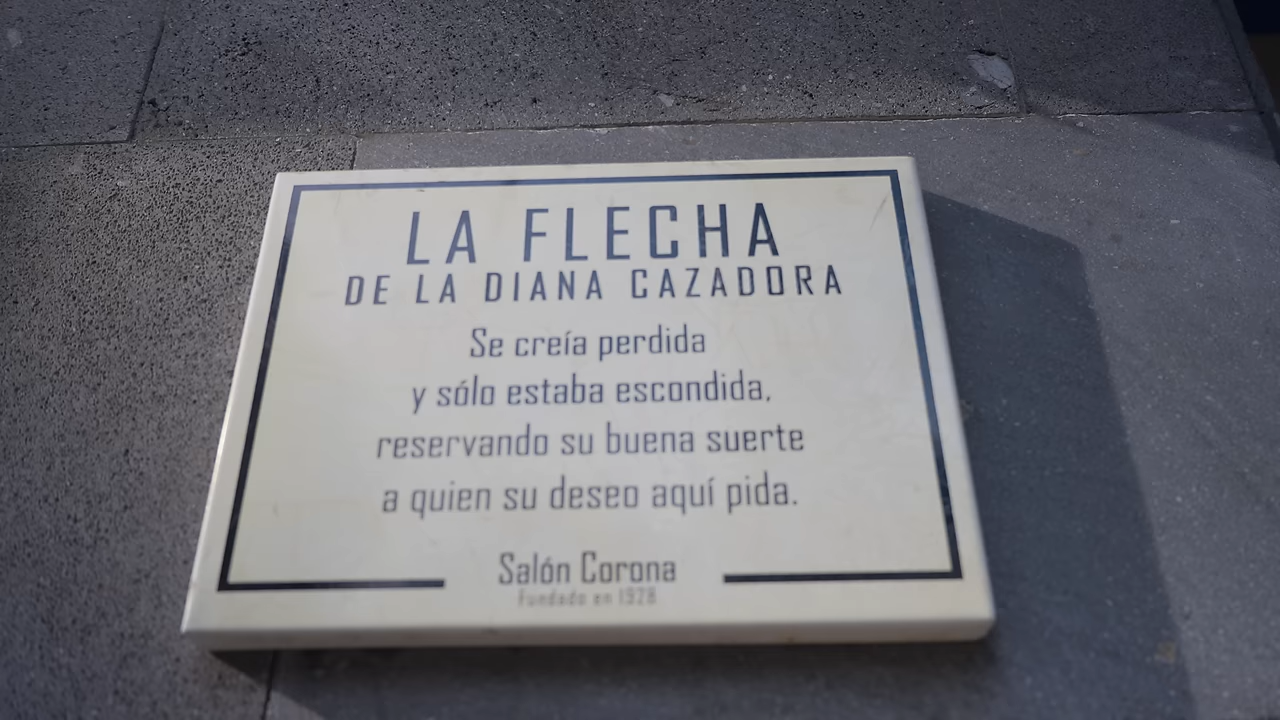 LA FLECHA
DE LA DIANA CAZADORA
Se creía perdida
y sólo estaba escondida,
reservando su buena suerte
a quien su deseo aquí pida.
Salón Corona
Fundado en 1928